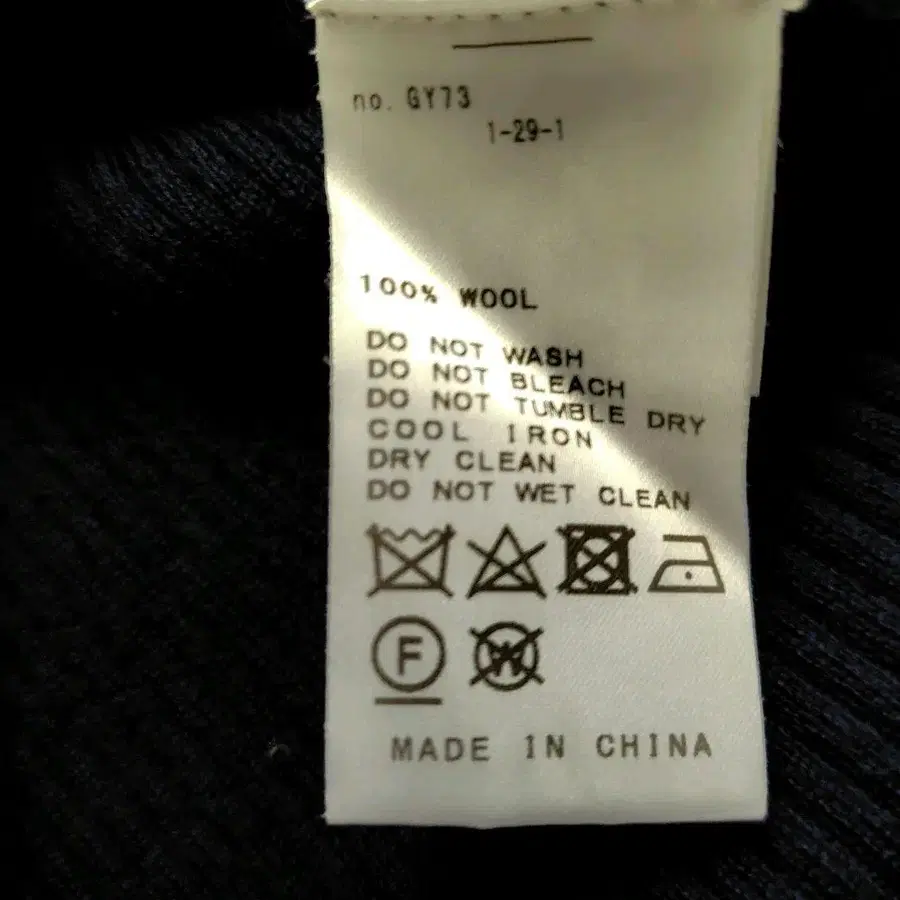 no. GY73
1-29-1
100% WOOL
DO NOT WASH
DO NOT BLEACH
DO NOT TUMBLE DRY
COOL IRON
DRY CLEAN
DO NOT WET CLEAN
F
W
MADE IN CHINA